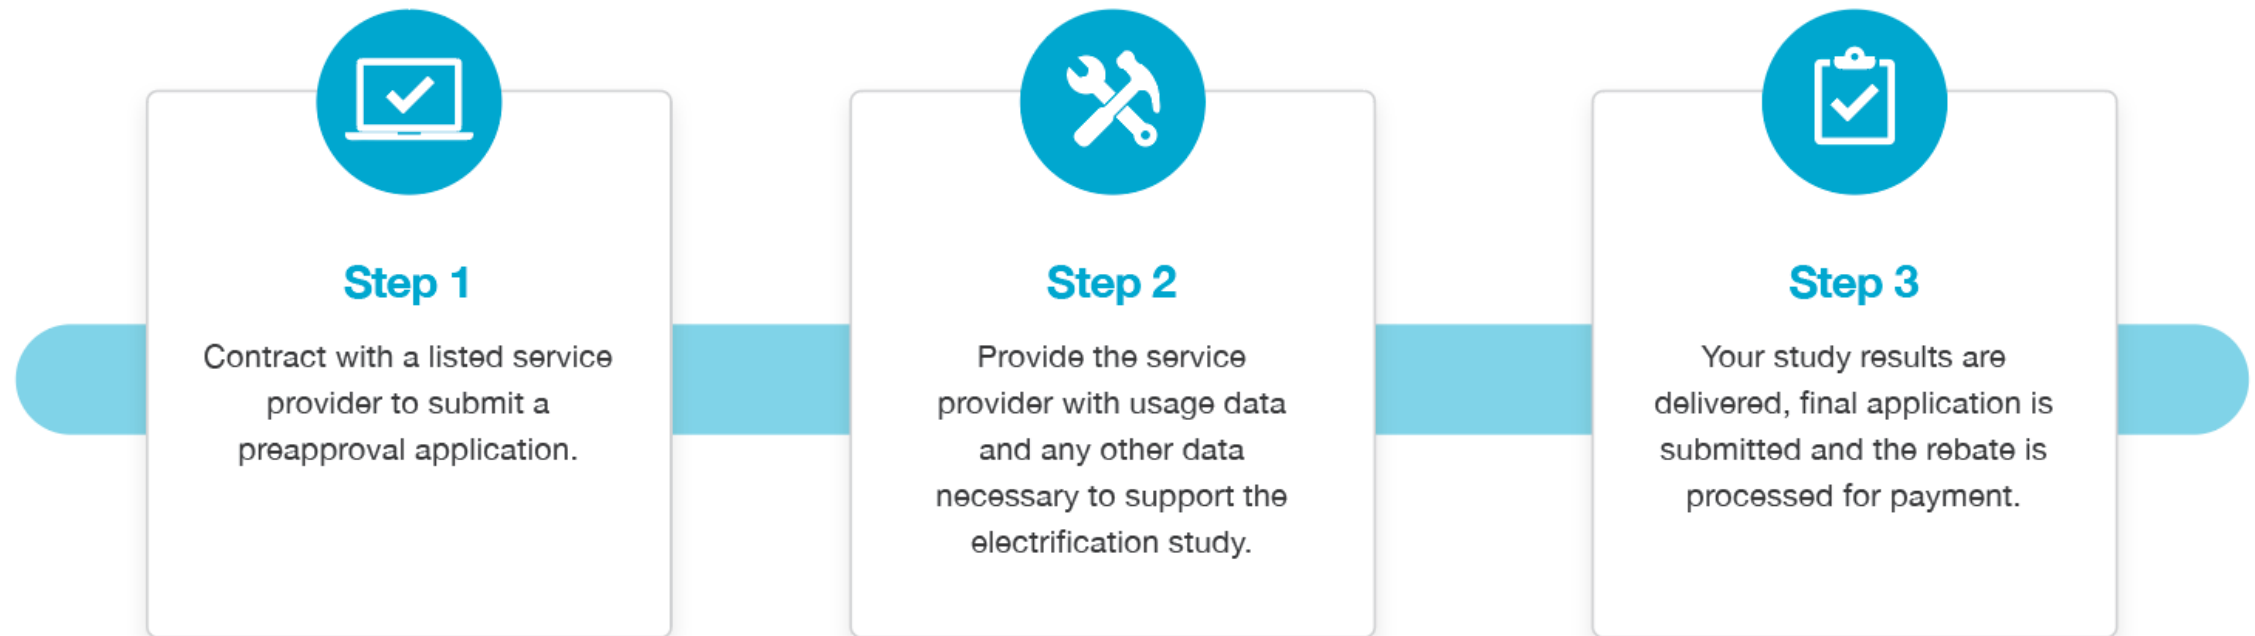 Step 1
Contract with a listed service
provider to submit a
preapproval application.
Step 2
Provide the service
provider with usage data
and any other data
necessary to support the
electrification study.
Step 3
Your study results are
delivered, final application is
submitted and the rebate is
processed for payment.